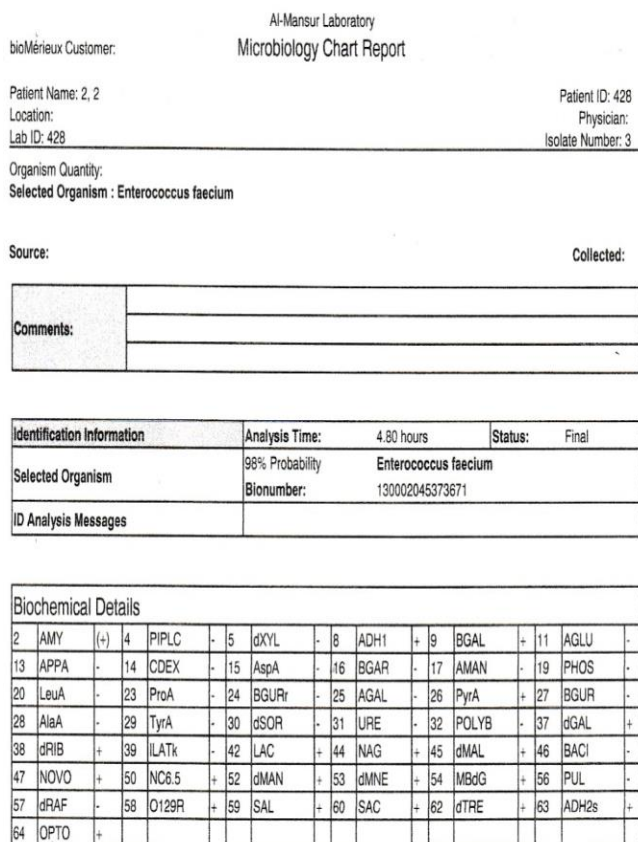 Al-Mansur Laboratory
bioMérieux Customer: Microbiology Chart Report
Patient Name: 2, 2 Patient ID: 428
Location: Physician:
Lab ID: 428 Isolate Number: 3
Organism Quantity:
Selected Organism : Enterococcus faecium
Source: Collected:
Comments:
Identification Information Analysis Time: 4.80 hours Status: Final
Selected Organism 98% Probability Enterococcus faecium
Bionumber: 130002045373671
ID Analysis Messages
Biochemical Details
2 AMY (+) 4 PIPLC - 5 dXYL - 8 ADH1 + 9 BGAL + 11 AGLU -
13 APPA - 14 CDEX - 15 AspA - 16 BGAR - 17 AMAN - 19 PHOS -
20 LeuA - 23 ProA - 24 BGURr - 25 AGAL - 26 PyrA + 27 BGUR -
28 AlaA - 29 TyrA - 30 dSOR - 31 URE - 32 POLYB - 37 dGAL +
38 dRIB + 39 lLATk - 42 LAC + 44 NAG + 45 dMAL + 46 BACI -
47 NOVO + 50 NC6.5 + 52 dMAN + 53 dMNE + 54 MBdG + 56 PUL -
57 dRAF - 58 O129R + 59 SAL + 60 SAC + 62 dTRE + 63 ADH2s +
64 OPTO +